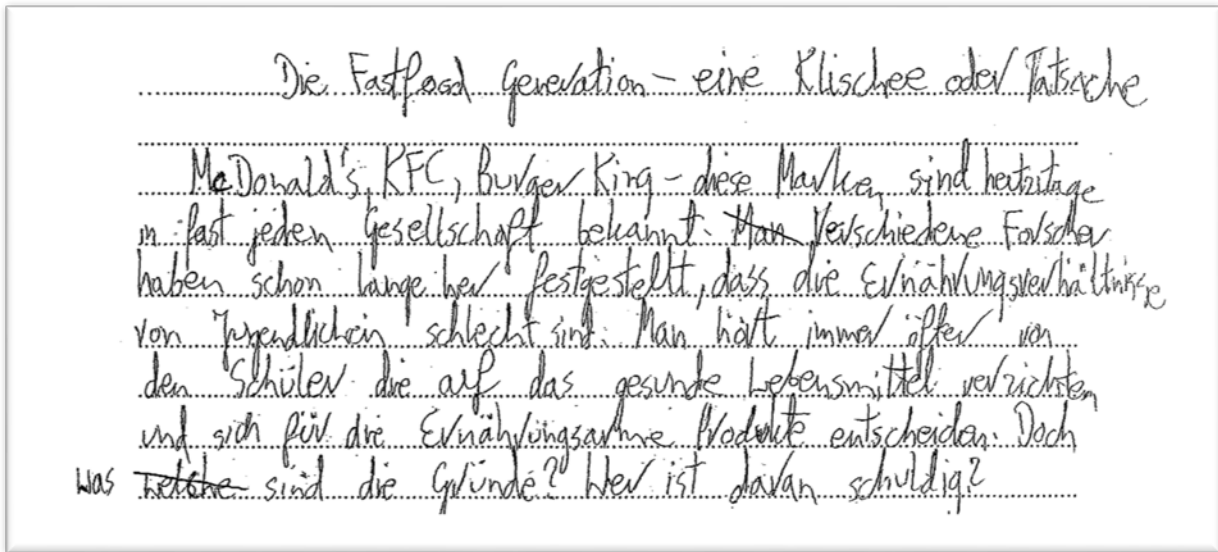 Die Fastfood Generation – eine Klischee oder Tatsache
McDonald's, KFC, Burger King – diese Marken sind heutzitage
in fast jeden Gesellschaft bekannt. ~~Man~~ Verschiedene Forscher
haben schon lange her festgestellt, dass die Ernährungsverhältnisse
von Jugendlichen schlecht sind. Man hört immer öfter von
den Schüler die auf das gesunde Lebensmittel verzichten
und sich für die Ernährungsarme Produkte entscheiden. Doch
was ~~welche~~ sind die Gründe? Wer ist daran schuldig?